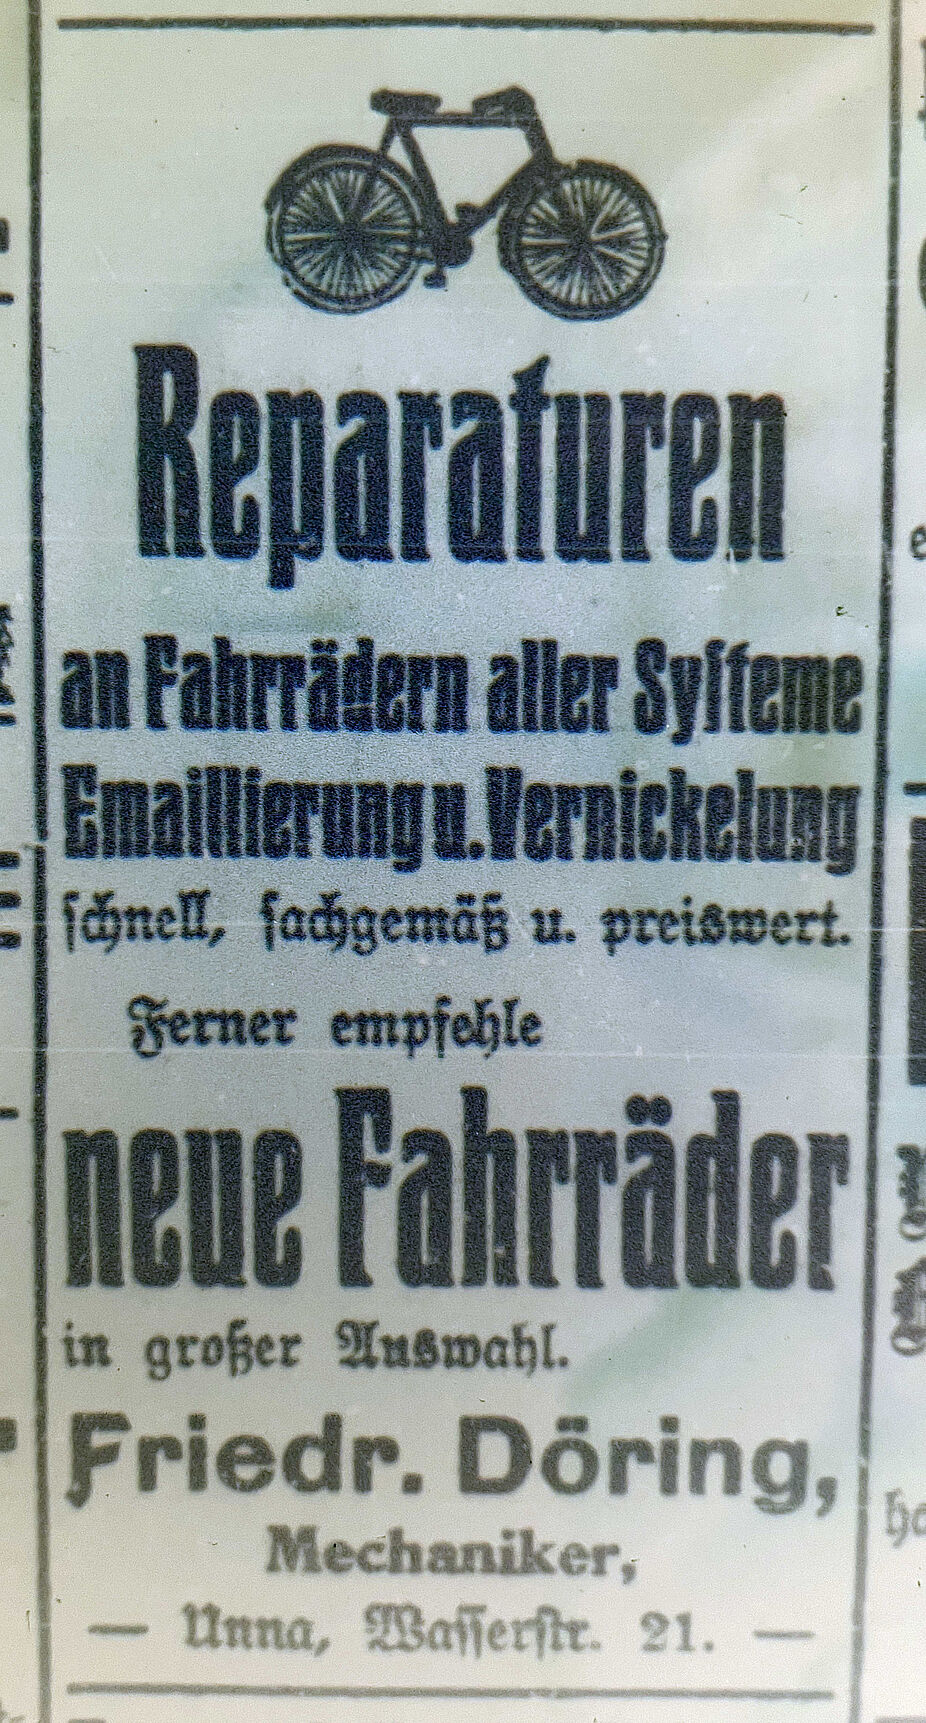 Reparaturen
an Fahrrädern aller Syſteme
Emaillierung u. Vernickelung
ſchnell, ſachgemäß u. preiswert.
Ferner empfehle
neue Fahrräder
in großer Auswahl.
Friedr. Döring,
Mechaniker,
— Unna, Waſſerſtr. 21. —